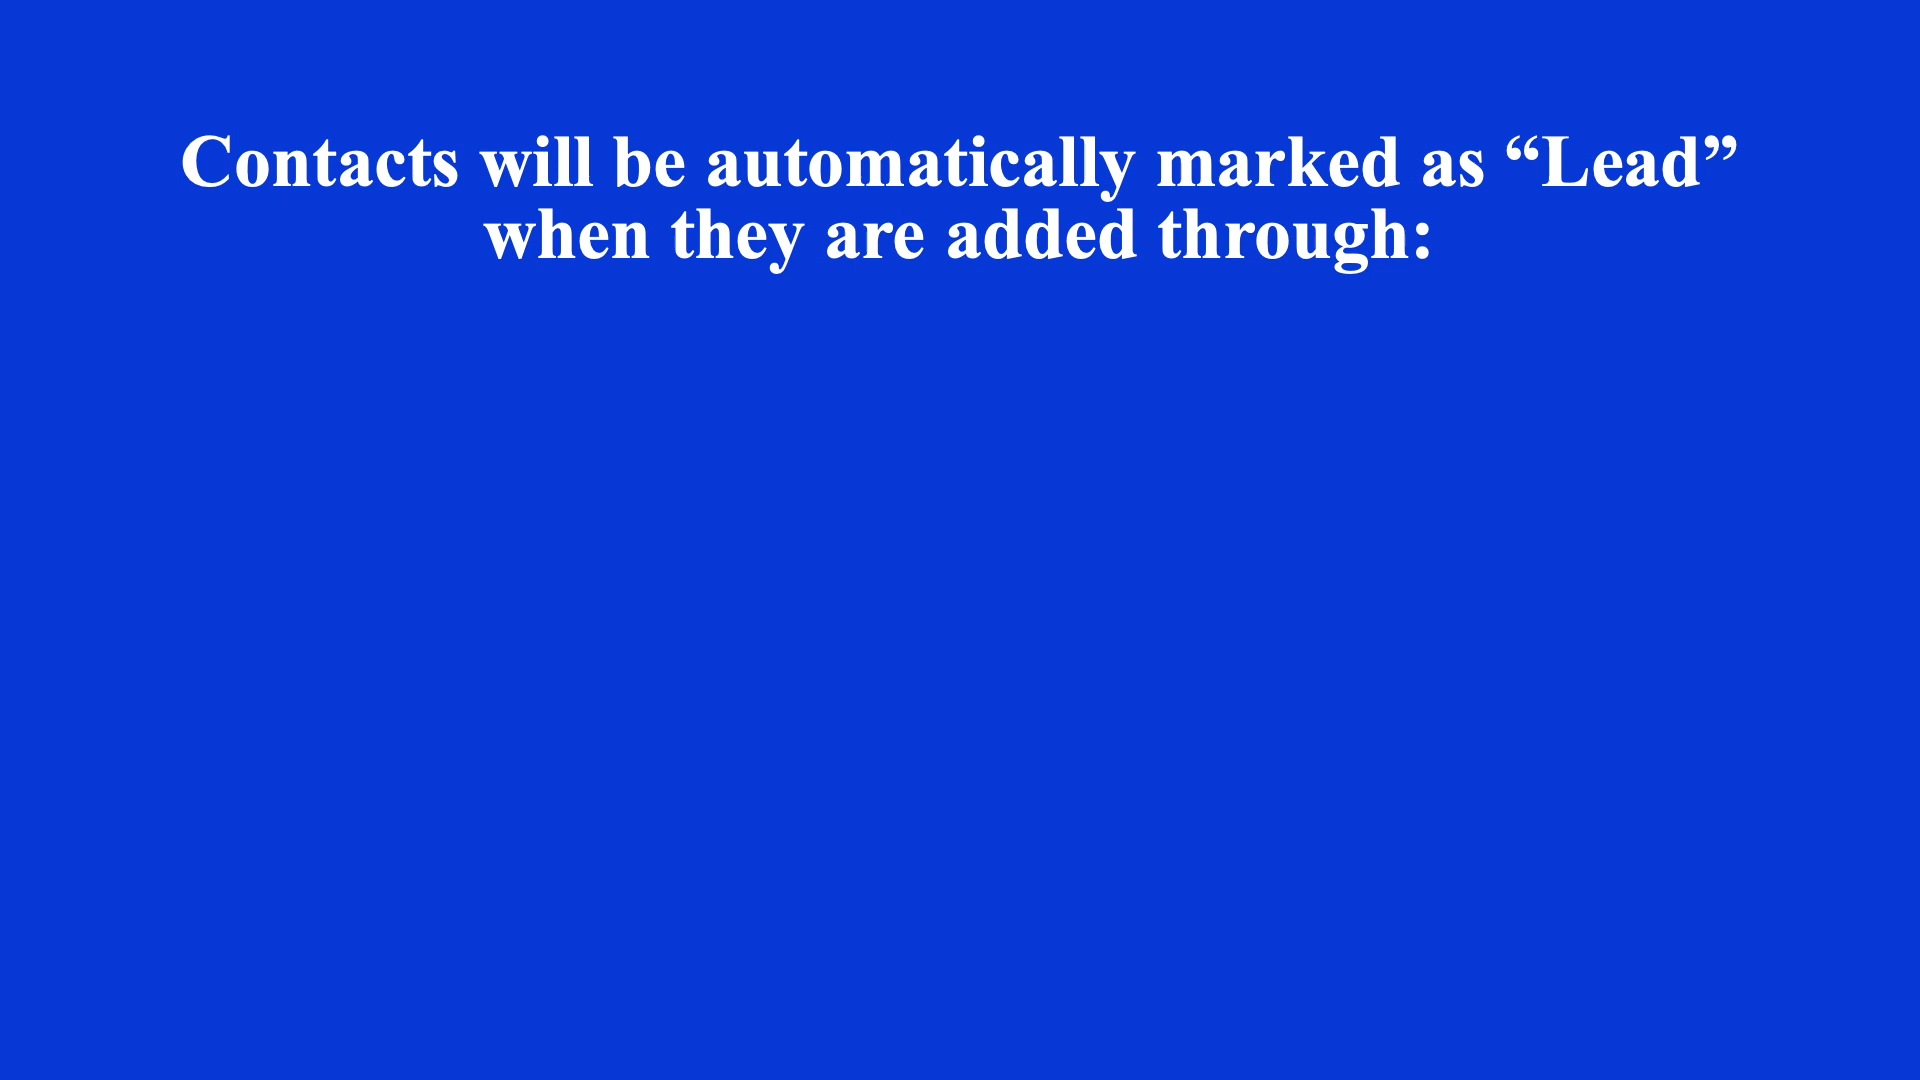 Contacts will be automatically marked as “Lead”
when they are added through: